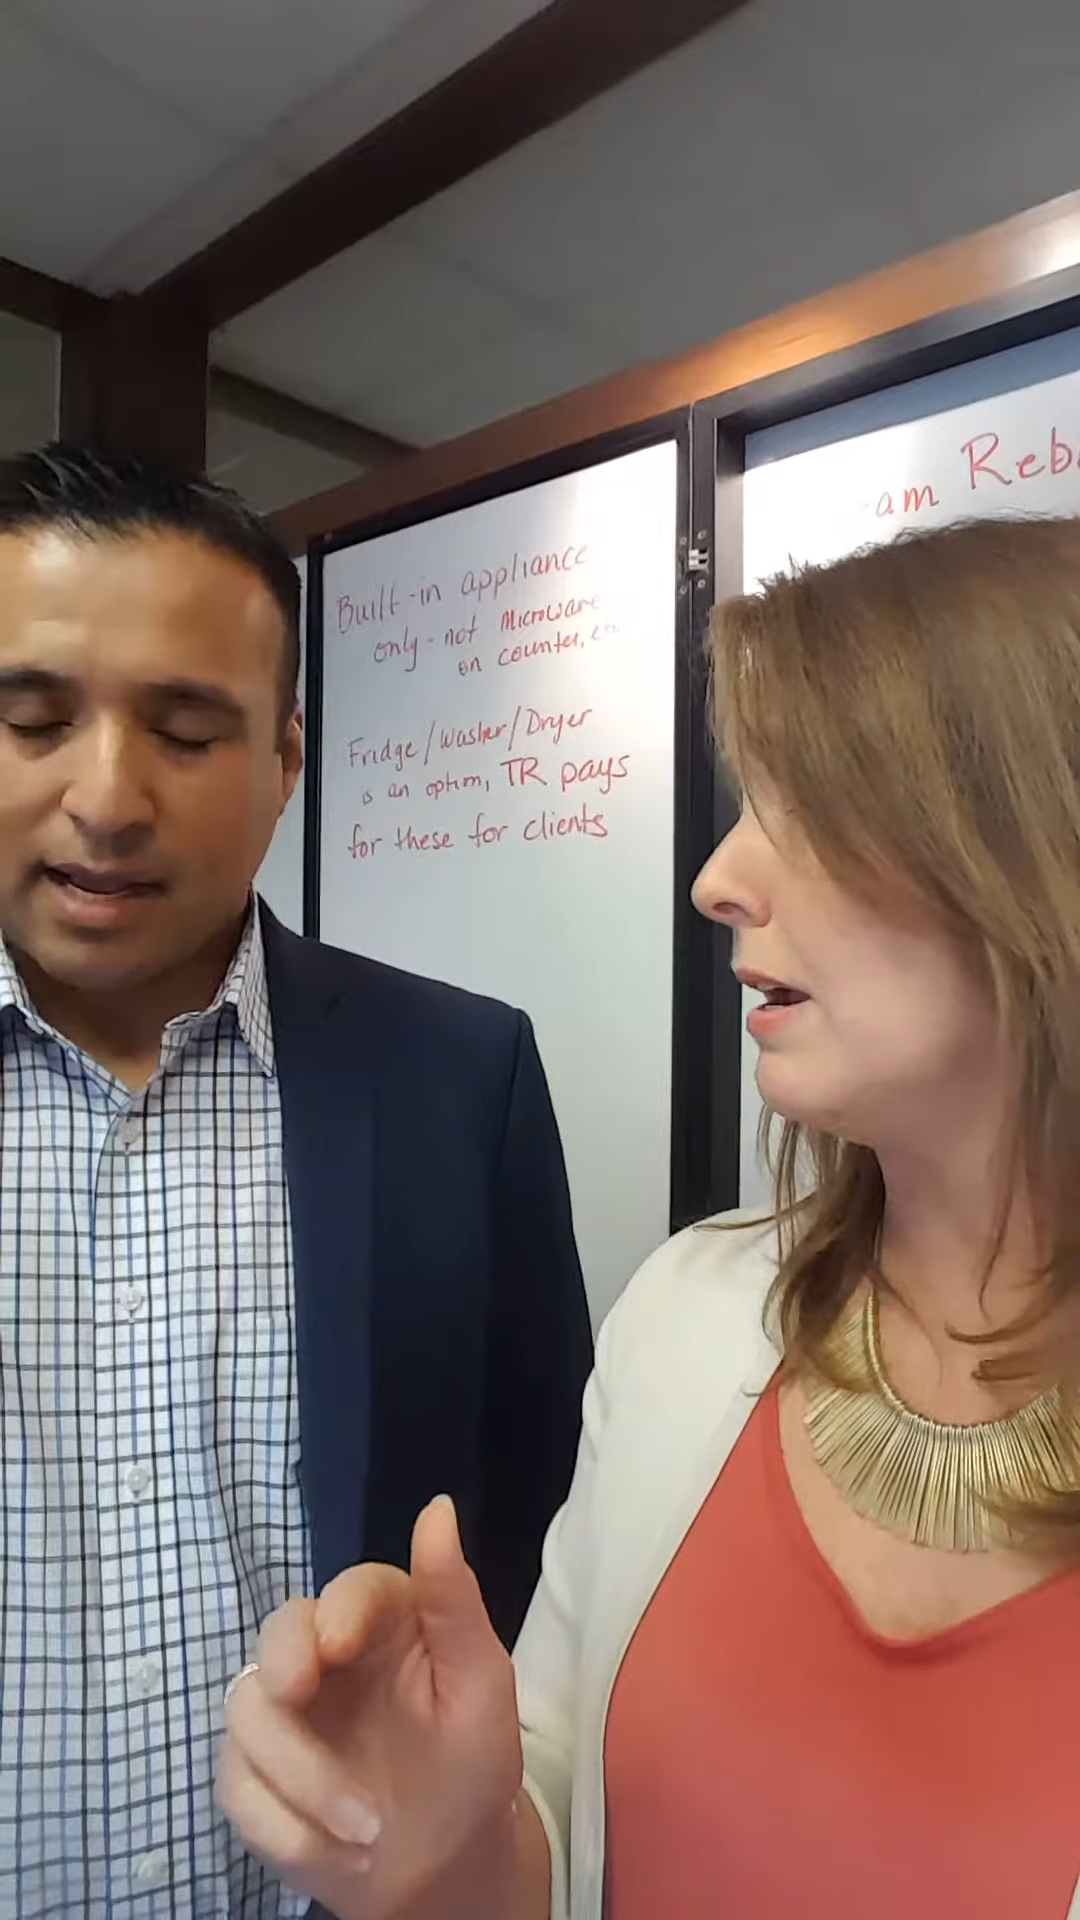 Built-in appliance
only - not Microware
on counter, etc.
Fridge/Washer/Dryer
is an option, TR pays
for these for clients
am Reb